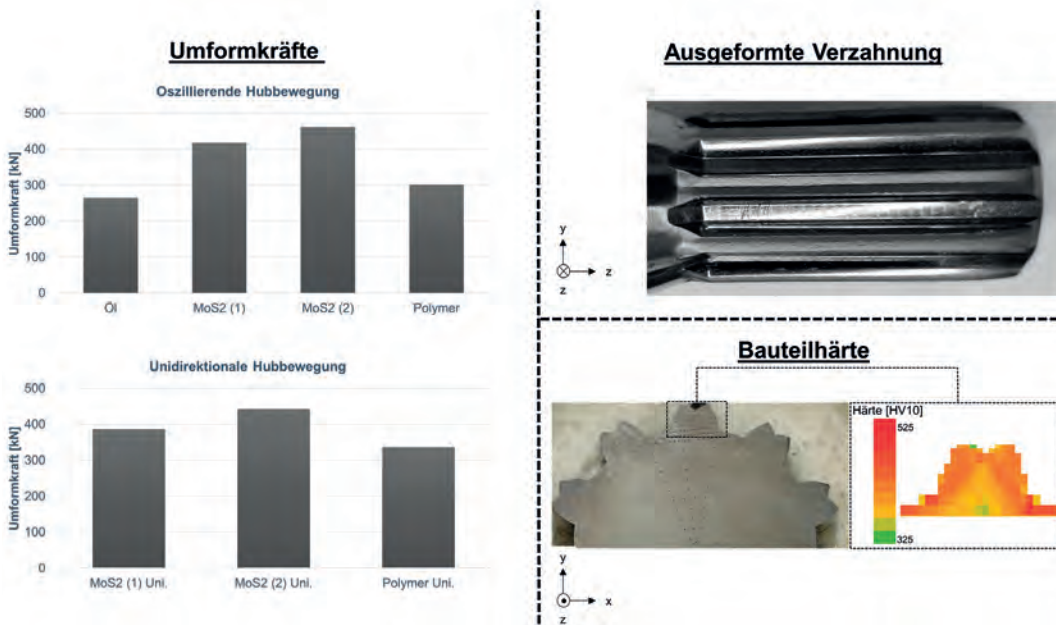 Umformkräfte
Oszillierende Hubbewegung
Umformkraft [kN]
500
400
300
200
100
0
Öl
MoS2 (1)
MoS2 (2)
Polymer
Unidirektionale Hubbewegung
Umformkraft [kN]
500
400
300
200
100
0
MoS2 (1) Uni.
MoS2 (2) Uni.
Polymer Uni.
Ausgeformte Verzahnung
y
z
z
Bauteilhärte
Härte [HV10]
525
325
y
x
z